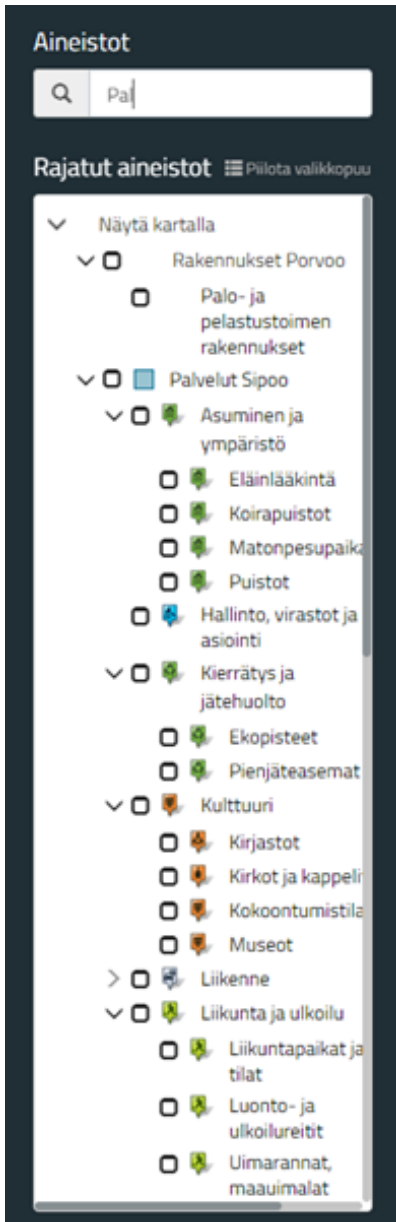 Aineistot
Pal
Rajatut aineistot Piilota valikkopuu
Näytä kartalla
Rakennukset Porvoo
Palo- ja
pelastustoimen
rakennukset
Palvelut Sipoo
Asuminen ja
ympäristö
Eläinlääkintä
Koirapuistot
Matonpesupaika
Puistot
Hallinto, virastot ja
asiointi
Kierrätys ja
jätehuolto
Ekopisteet
Pienjäteasemat
Kulttuuri
Kirjastot
Kirkot ja kappeli
Kokoontumistila
Museot
Liikenne
Liikunta ja ulkoilu
Liikuntapaikat ja
tilat
Luonto- ja
ulkoilureitit
Uimarannat,
maauimalat